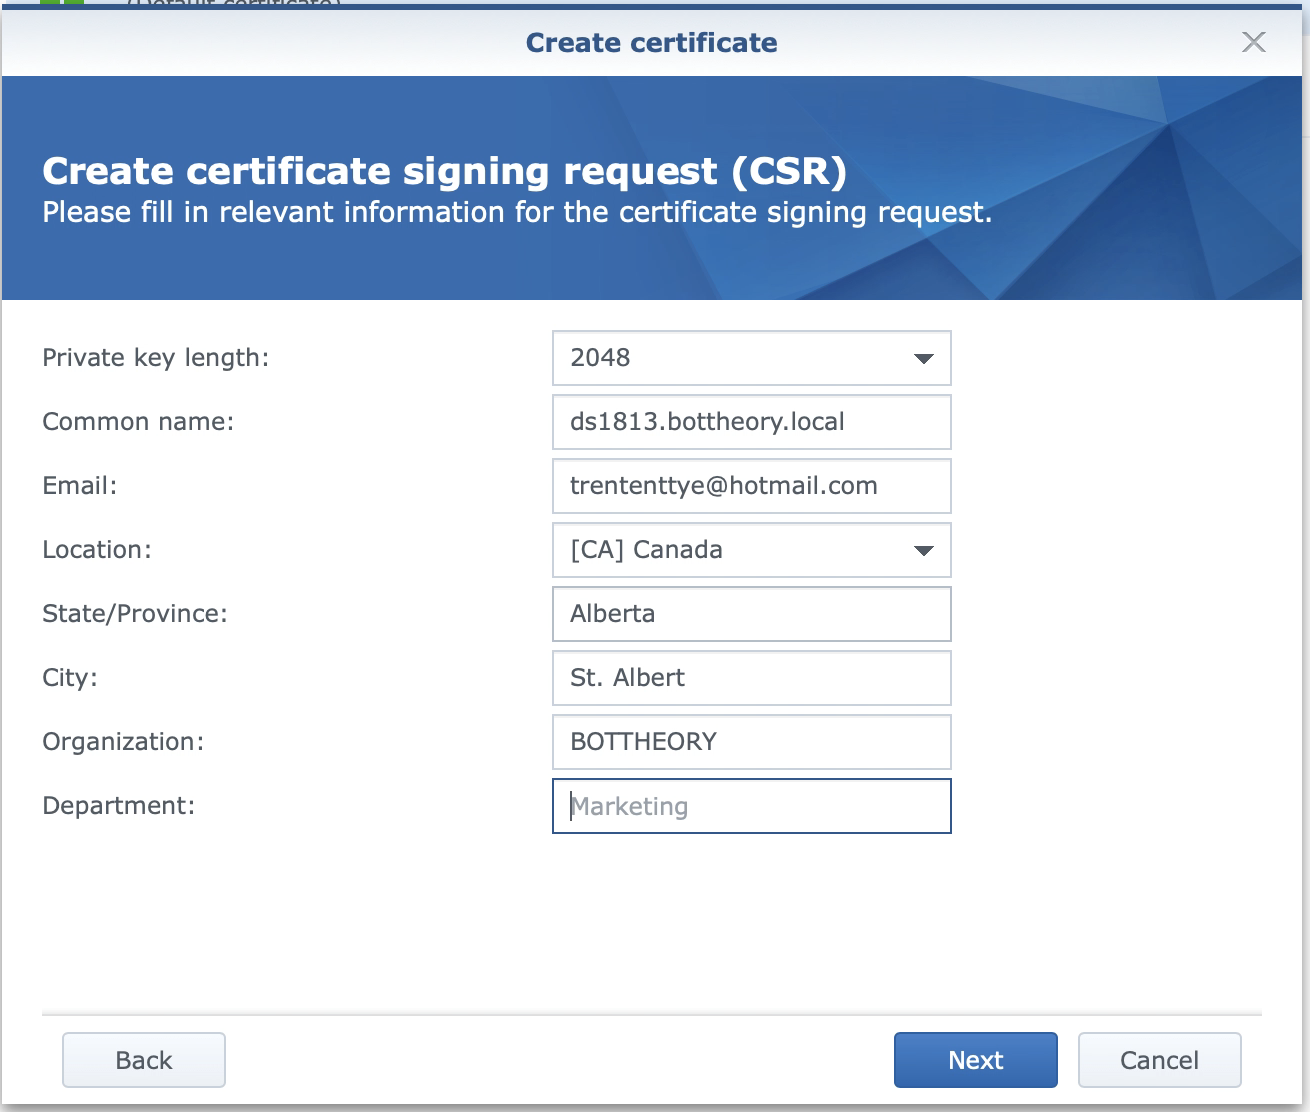 (Default certificate)
Create certificate
Create certificate signing request (CSR)
Please fill in relevant information for the certificate signing request.
Private key length: 2048
Common name: ds1813.bottheory.local
Email: trententtye@hotmail.com
Location: [CA] Canada
State/Province: Alberta
City: St. Albert
Organization: BOTTHEORY
Department: Marketing
Back Next Cancel